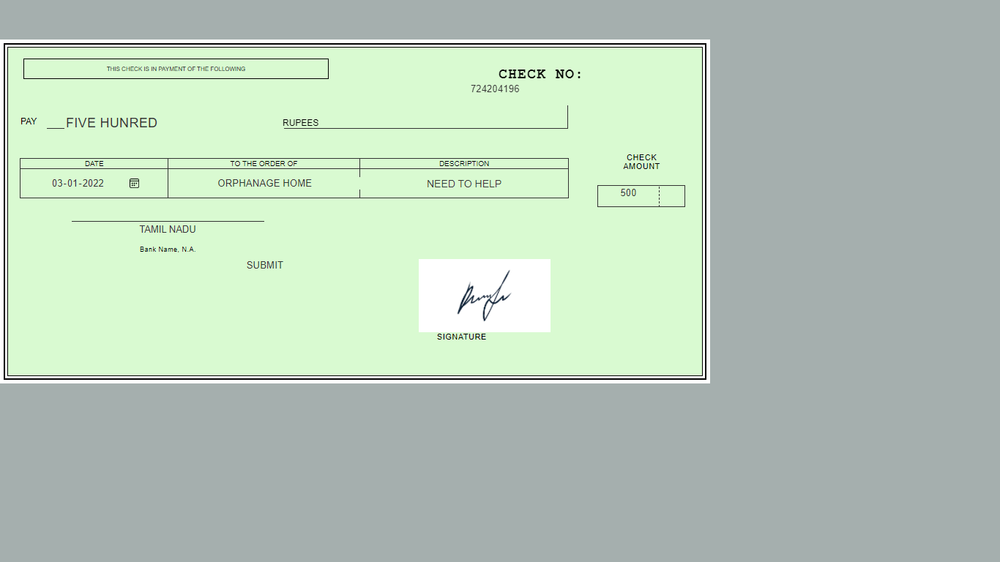 THIS CHECK IS IN PAYMENT OF THE FOLLOWING
CHECK NO:
724204196
PAY FIVE HUNRED RUPEES
DATE TO THE ORDER OF DESCRIPTION
03-01-2022 ORPHANAGE HOME NEED TO HELP
CHECK
AMOUNT
500
TAMIL NADU
Bank Name, N.A.
SUBMIT
SIGNATURE